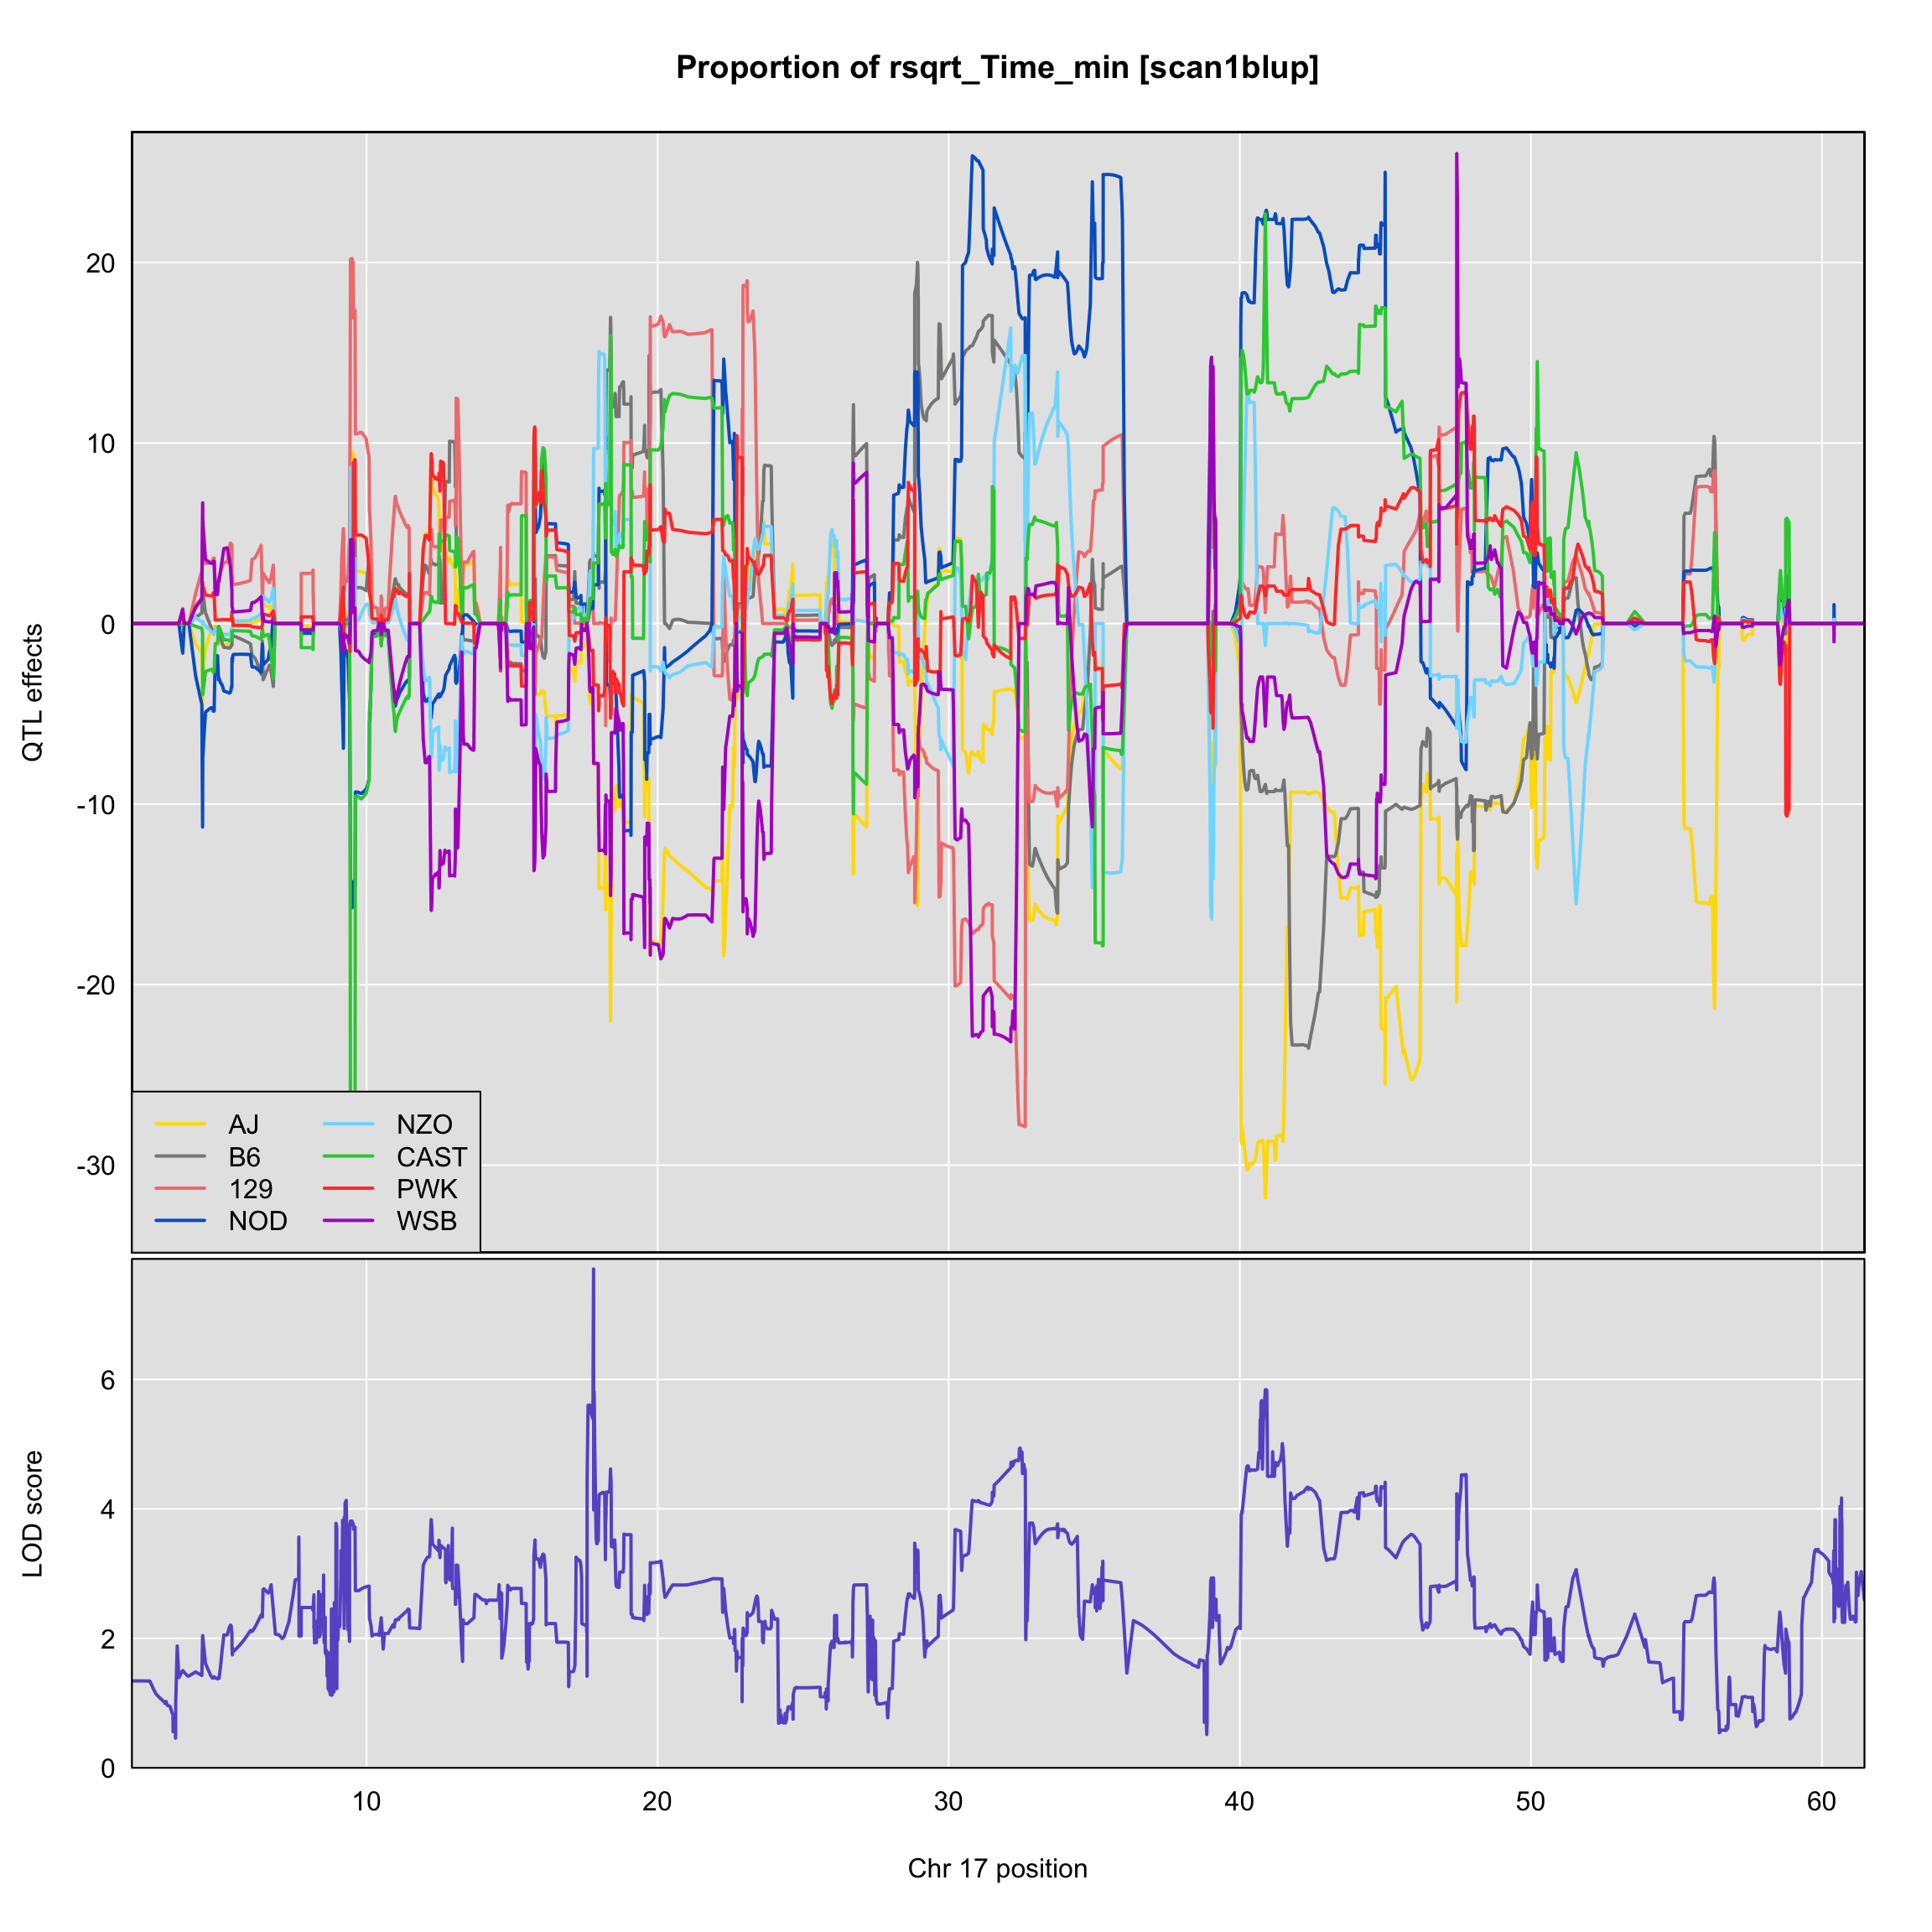 Proportion of rsqrt_Time_min [scan1blup]
QTL effects
20
10
0
-10
-20
-30
AJ NZO
B6 CAST
129 PWK
NOD WSB
LOD score
6
4
2
0
10 20 30 40 50 60
Chr 17 position